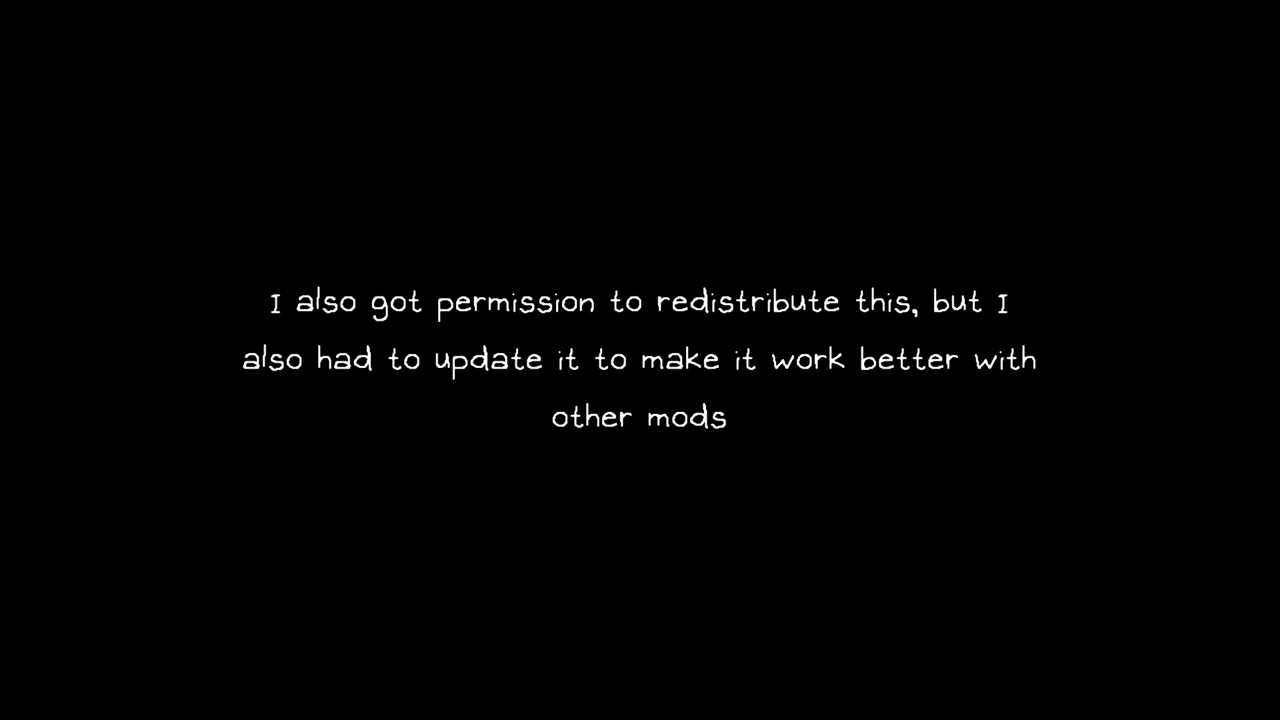 I also got permission to redistribute this, but I
also had to update it to make it work better with
other mods